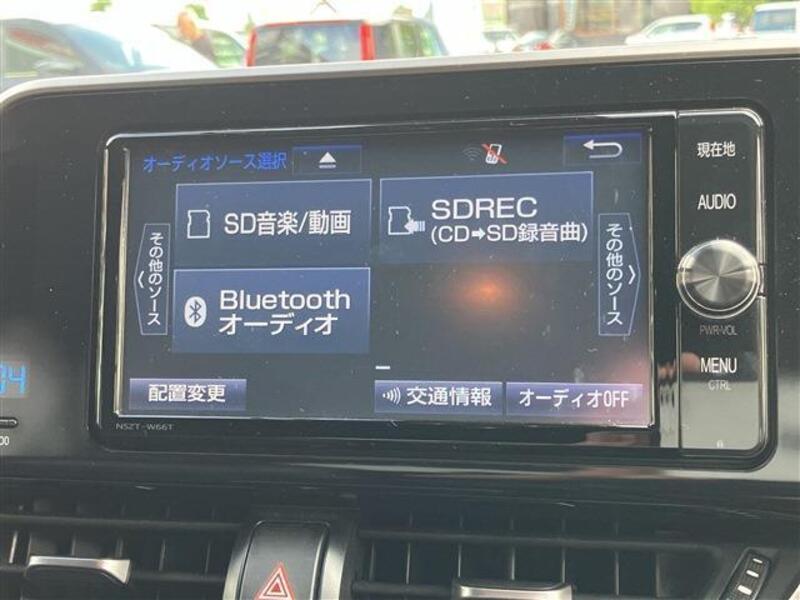 オーディオソース選択
現在地
AUDIO
PWR-VOL
MENU
CTRL
その他のソース
SD音楽/動画
SDREC
(CD➡SD録音曲)
その他のソース
Bluetooth
オーディオ
配置変更
交通情報
オーディオOFF
NSZT-W66T